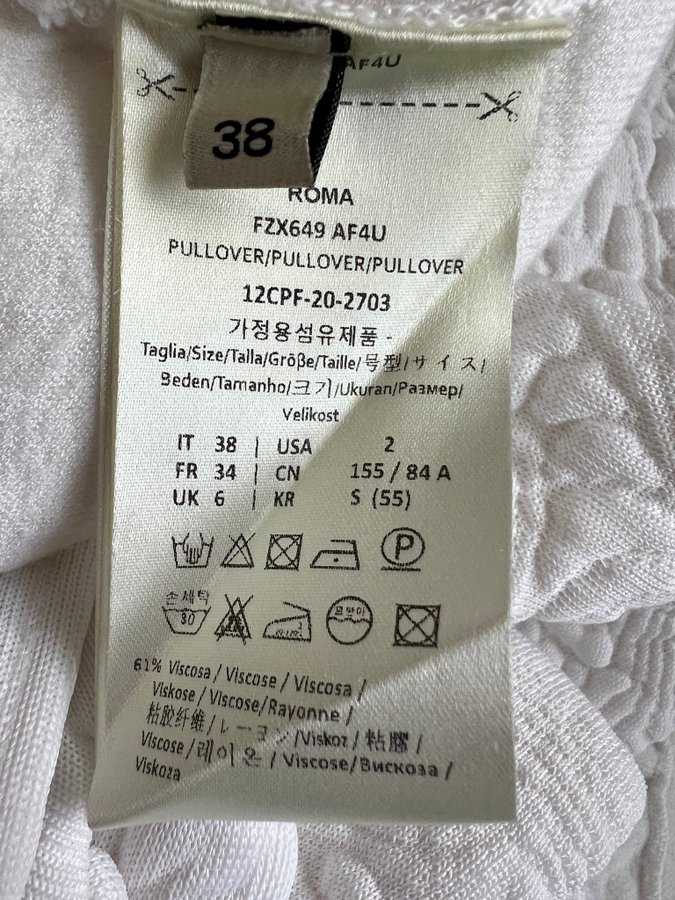 AF4U
38
ROMA
FZX649 AF4U
PULLOVER/PULLOVER/PULLOVER
12CPF-20-2703
가정용섬유제품 -
Taglia/Size/Talla/Größe/Taille/号型/サイズ/
Beden/Tamanho/크기/Ukuran/Размер/
Velikost
IT 38 | USA 2
FR 34 | CN 155 / 84 A
UK 6 | KR S (55)
P
손세탁
30
61% Viscosa / Viscose / Viscosa /
Viskose / Viscose/Rayonne /
粘胶纤维/レーヨン/Viskoz / 粘膠 /
Viscose/레이온/Viscose/Вискоза /
Viskoza